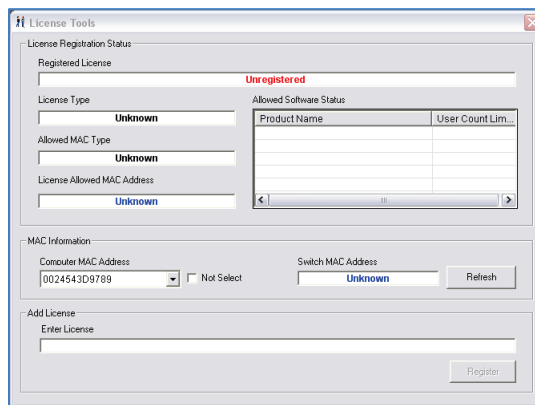 License Tools
License Registration Status
Registered License
Unregistered
License Type
Unknown
Allowed MAC Type
Unknown
License Allowed MAC Address
Unknown
Allowed Software Status
Product Name
User Count Lim...
MAC Information
Computer MAC Address
0024543D9789
Not Select
Switch MAC Address
Unknown
Refresh
Add License
Enter License
Register